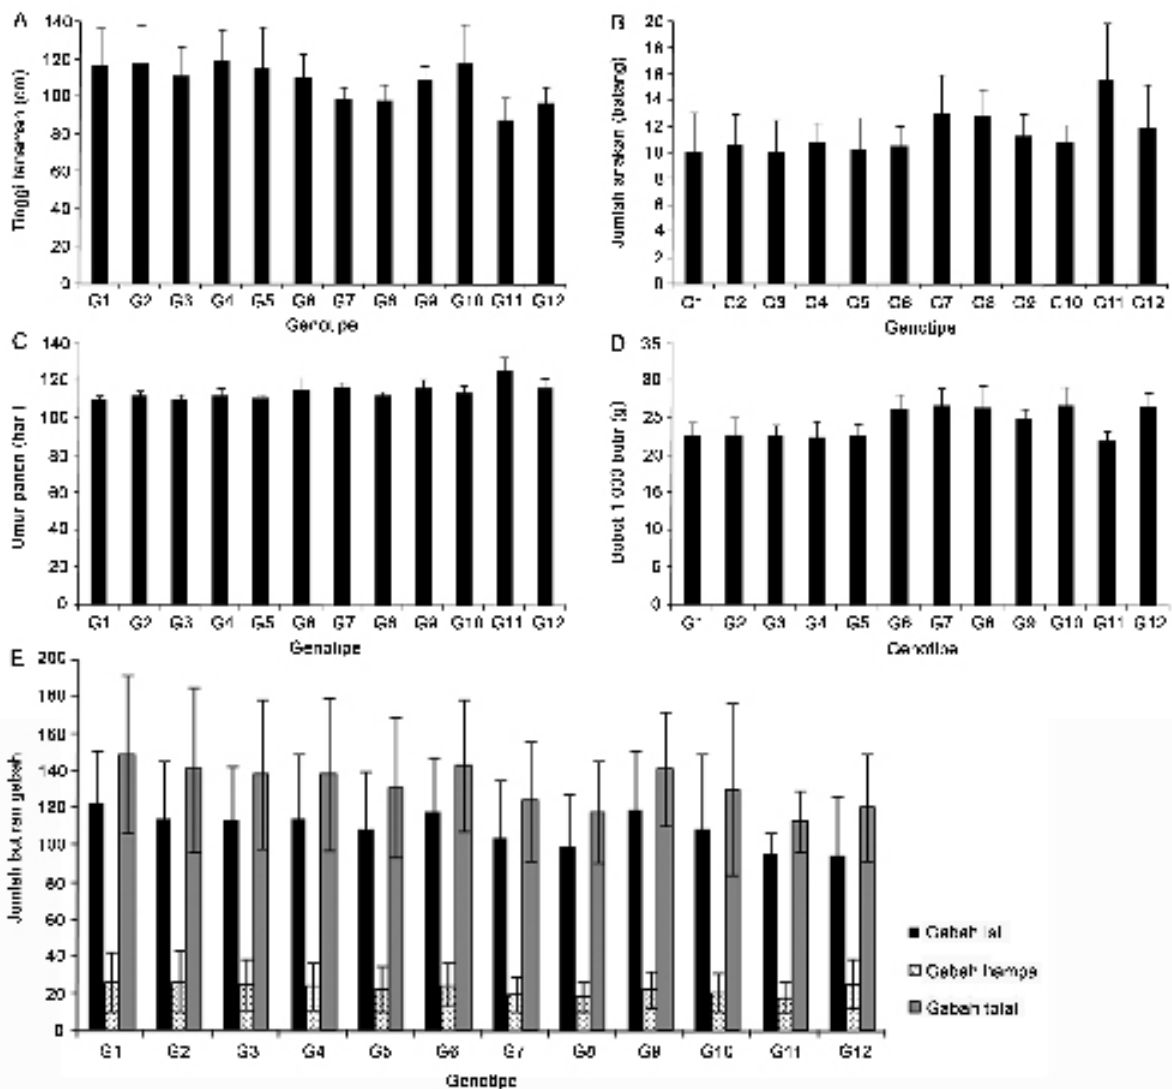 A
140
120
100
80
60
40
20
0
Tinggi tanaman (cm)
G1 G2 G3 G4 G5 G6 G7 G8 G9 G10 G11 G12
Genotipe
B
20
18
16
14
12
10
8
6
4
2
0
Jumlah anakan (batang)
G1 G2 G3 G4 G5 G6 G7 G8 G9 G10 G11 G12
Genotipe
C
140
120
100
80
60
40
20
0
Umur panen (hari)
G1 G2 G3 G4 G5 G6 G7 G8 G9 G10 G11 G12
Genotipe
D
35
30
25
20
15
10
5
0
Bobot 1 000 butir (g)
G1 G2 G3 G4 G5 G6 G7 G8 G9 G10 G11 G12
Genotipe
E
200
180
160
140
120
100
80
60
40
20
0
Jumlah butiran gabah
G1 G2 G3 G4 G5 G6 G7 G8 G9 G10 G11 G12
Genotipe
Gabah isi
Gabah hampa
Gabah total